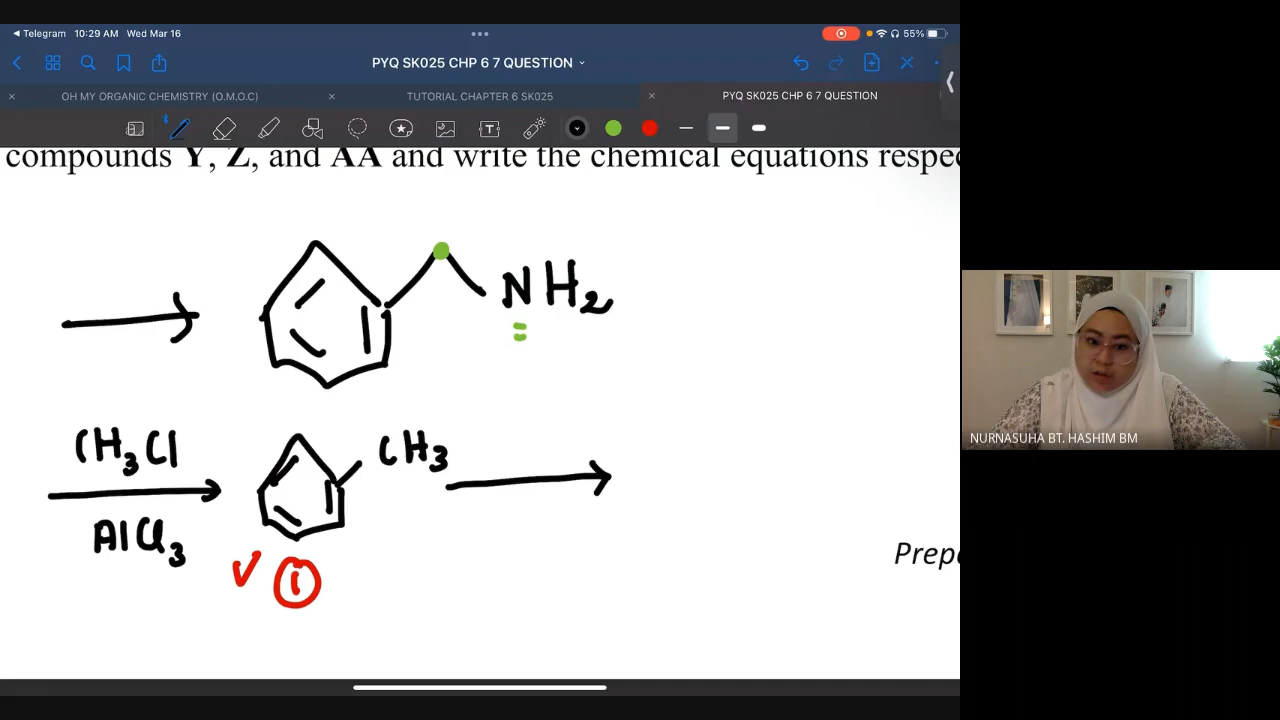 Telegram 10:29 AM Wed Mar 16
55%
PYQ SK025 CHP 6 7 QUESTION
OH MY ORGANIC CHEMISTRY (O.M.O.C)
TUTORIAL CHAPTER 6 SK025
PYQ SK025 CHP 6 7 QUESTION
compounds Y, Z, and AA and write the chemical equations respec
NH2
CH3Cl
AlCl3
CH3
1
Prepa
NURNASUHA BT. HASHIM BM